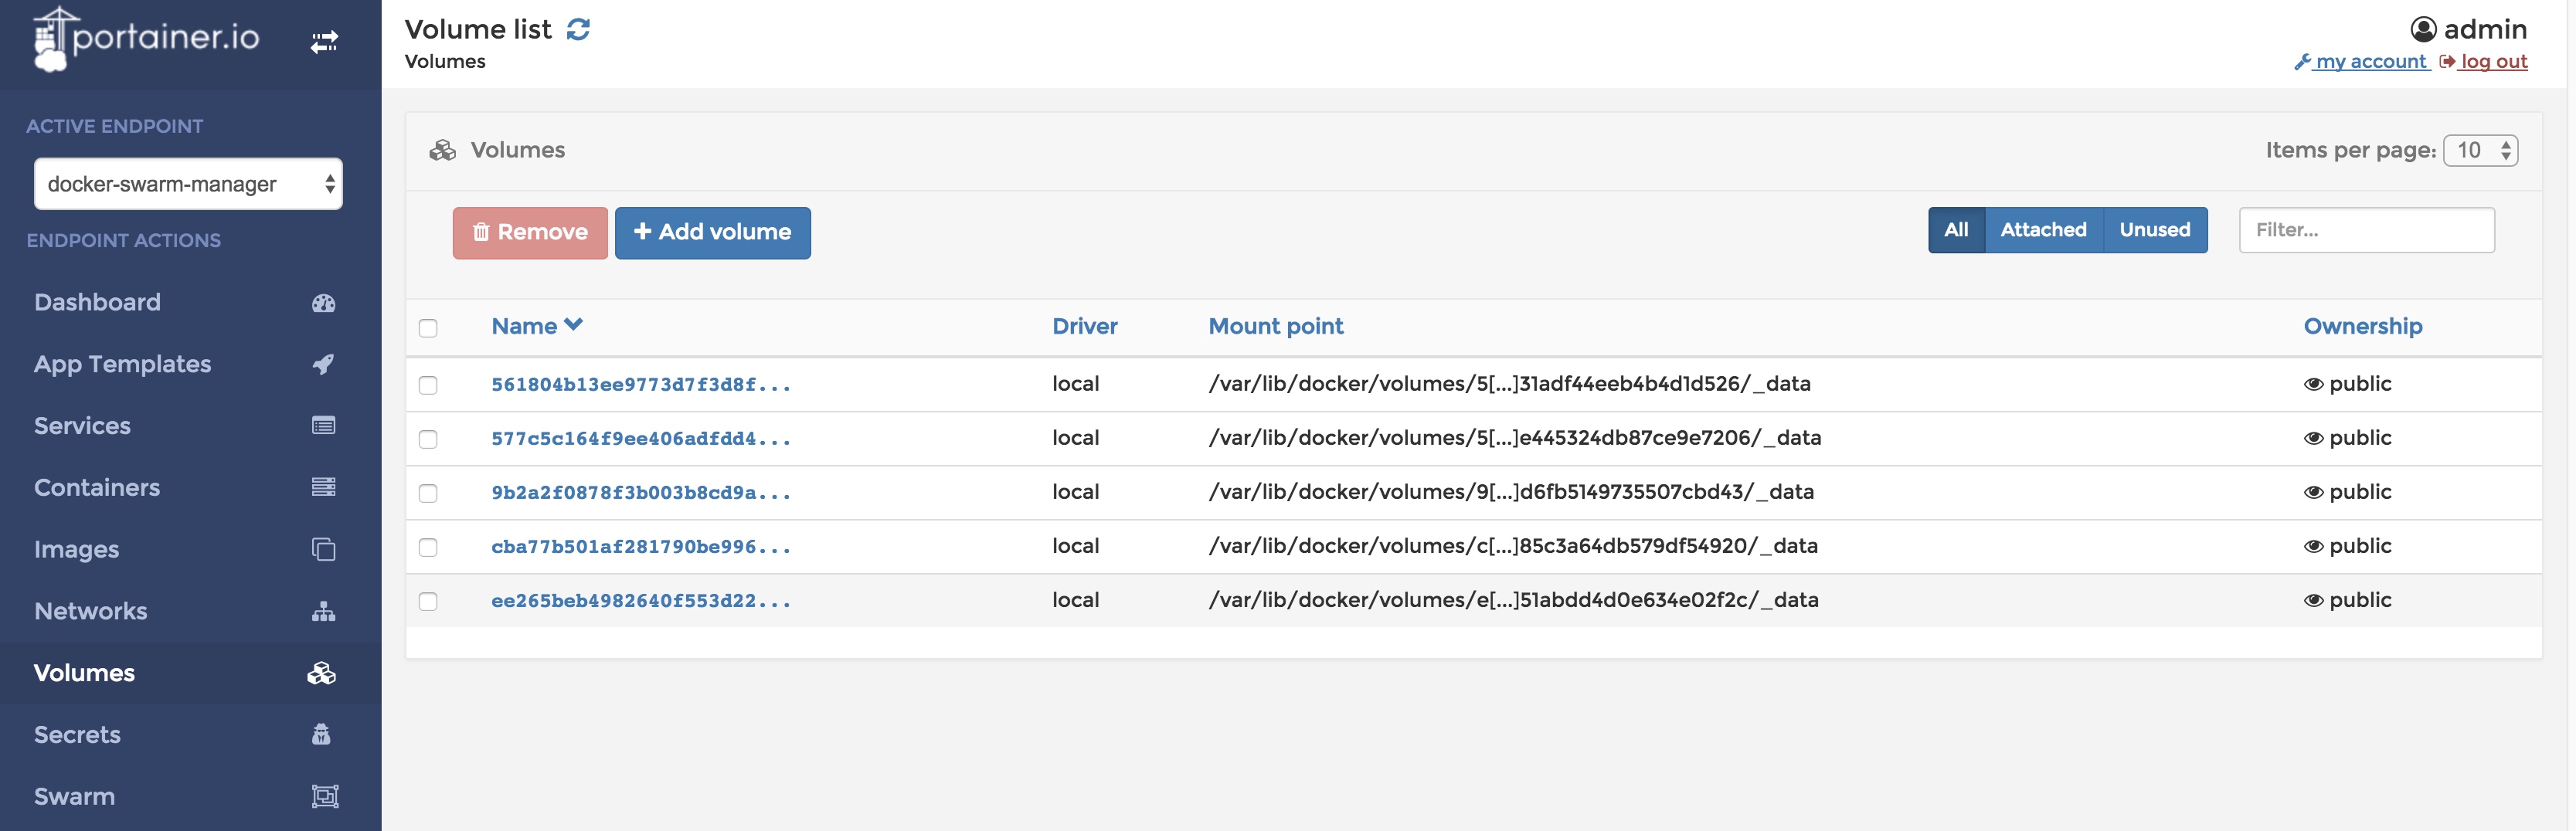 portainer.io
ACTIVE ENDPOINT
docker-swarm-manager
ENDPOINT ACTIONS
Dashboard
App Templates
Services
Containers
Images
Networks
Volumes
Secrets
Swarm
Volume list
Volumes
admin
my account log out
Volumes
Items per page: 10
Remove + Add volume
All Attached Unused Filter...
Name Driver Mount point Ownership
561804b13ee9773d7f3d8f... local /var/lib/docker/volumes/5[...]31adf44eeb4b4d1d526/_data public
577c5c164f9ee406adfdd4... local /var/lib/docker/volumes/5[...]e445324db87ce9e7206/_data public
9b2a2f0878f3b003b8cd9a... local /var/lib/docker/volumes/9[...]d6fb5149735507cbd43/_data public
cba77b501af281790be996... local /var/lib/docker/volumes/c[...]85c3a64db579df54920/_data public
ee265beb4982640f553d22... local /var/lib/docker/volumes/e[...]51abdd4d0e634e02f2c/_data public